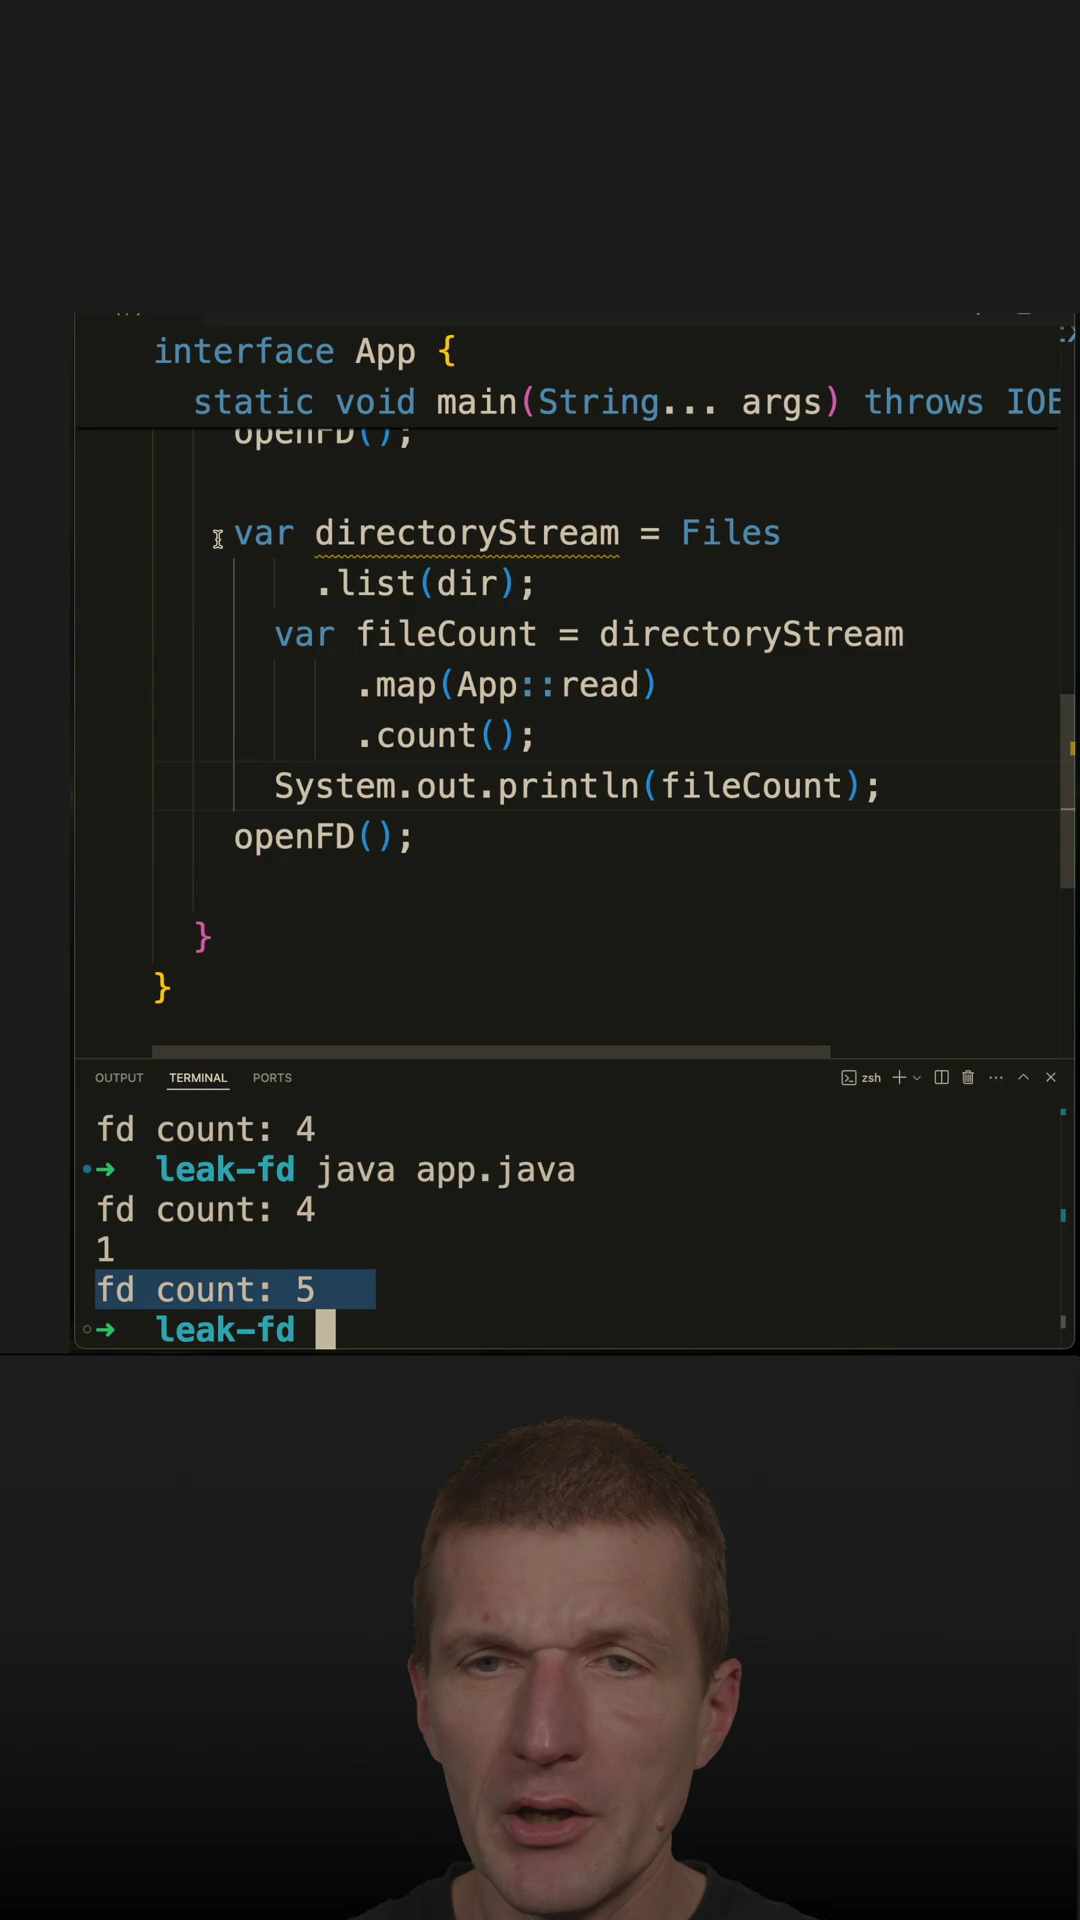 interface App {
static void main(String... args) throws IOE
openFD();
var directoryStream = Files
.list(dir);
var fileCount = directoryStream
.map(App::read)
.count();
System.out.println(fileCount);
openFD();
}
}
OUTPUT TERMINAL PORTS zsh
fd count: 4
➜ leak-fd java app.java
fd count: 4
1
fd count: 5
➜ leak-fd